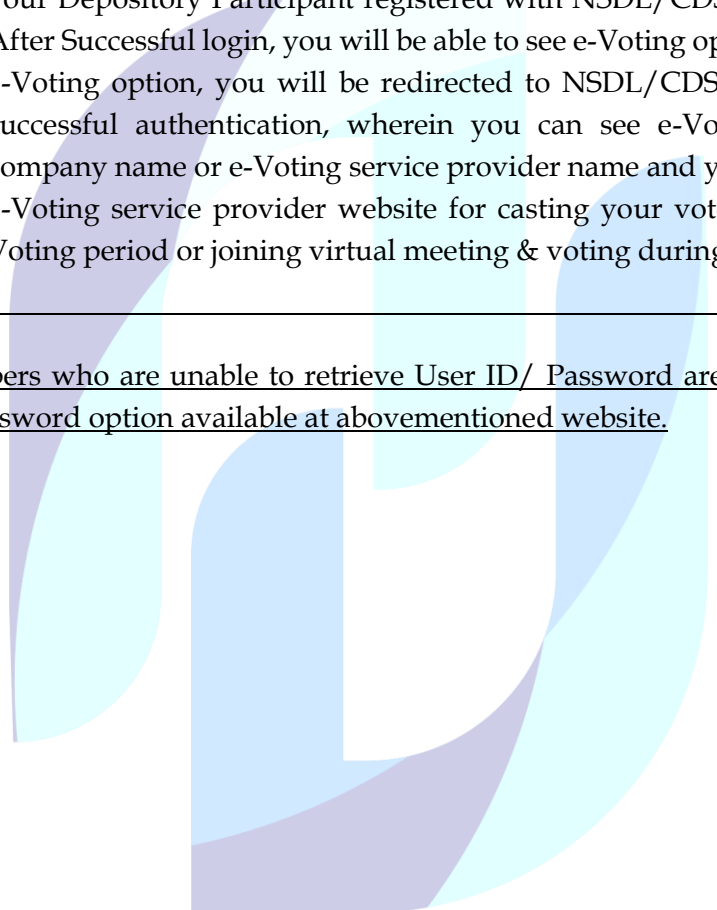 our Depository Participant registered with NSDL/CDS
After Successful login, you will be able to see e-Voting op
-Voting option, you will be redirected to NSDL/CDS
uccessful authentication, wherein you can see e-Vo
ompany name or e-Voting service provider name and y
-Voting service provider website for casting your vot
Voting period or joining virtual meeting & voting during
bers who are unable to retrieve User ID/ Password are
ssword option available at abovementioned website.